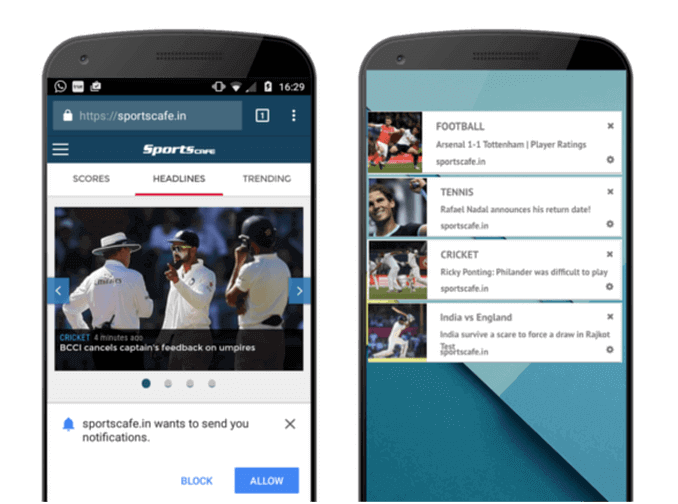 16:29
https://sportscafe.in
1
SportsCAFE
SCORES HEADLINES TRENDING
Emirates
CRICKET 4 minutes ago
BCCI cancels captain's feedback on umpires
sportscafe.in wants to send you
notifications.
BLOCK ALLOW
FOOTBALL
Arsenal 1-1 Tottenham | Player Ratings
sportscafe.in
TENNIS
Rafael Nadal announces his return date!
sportscafe.in
CRICKET
Ricky Ponting: Philander was difficult to play
sportscafe.in
India vs England
India survive a scare to force a draw in Rajkot
Test
sportscafe.in